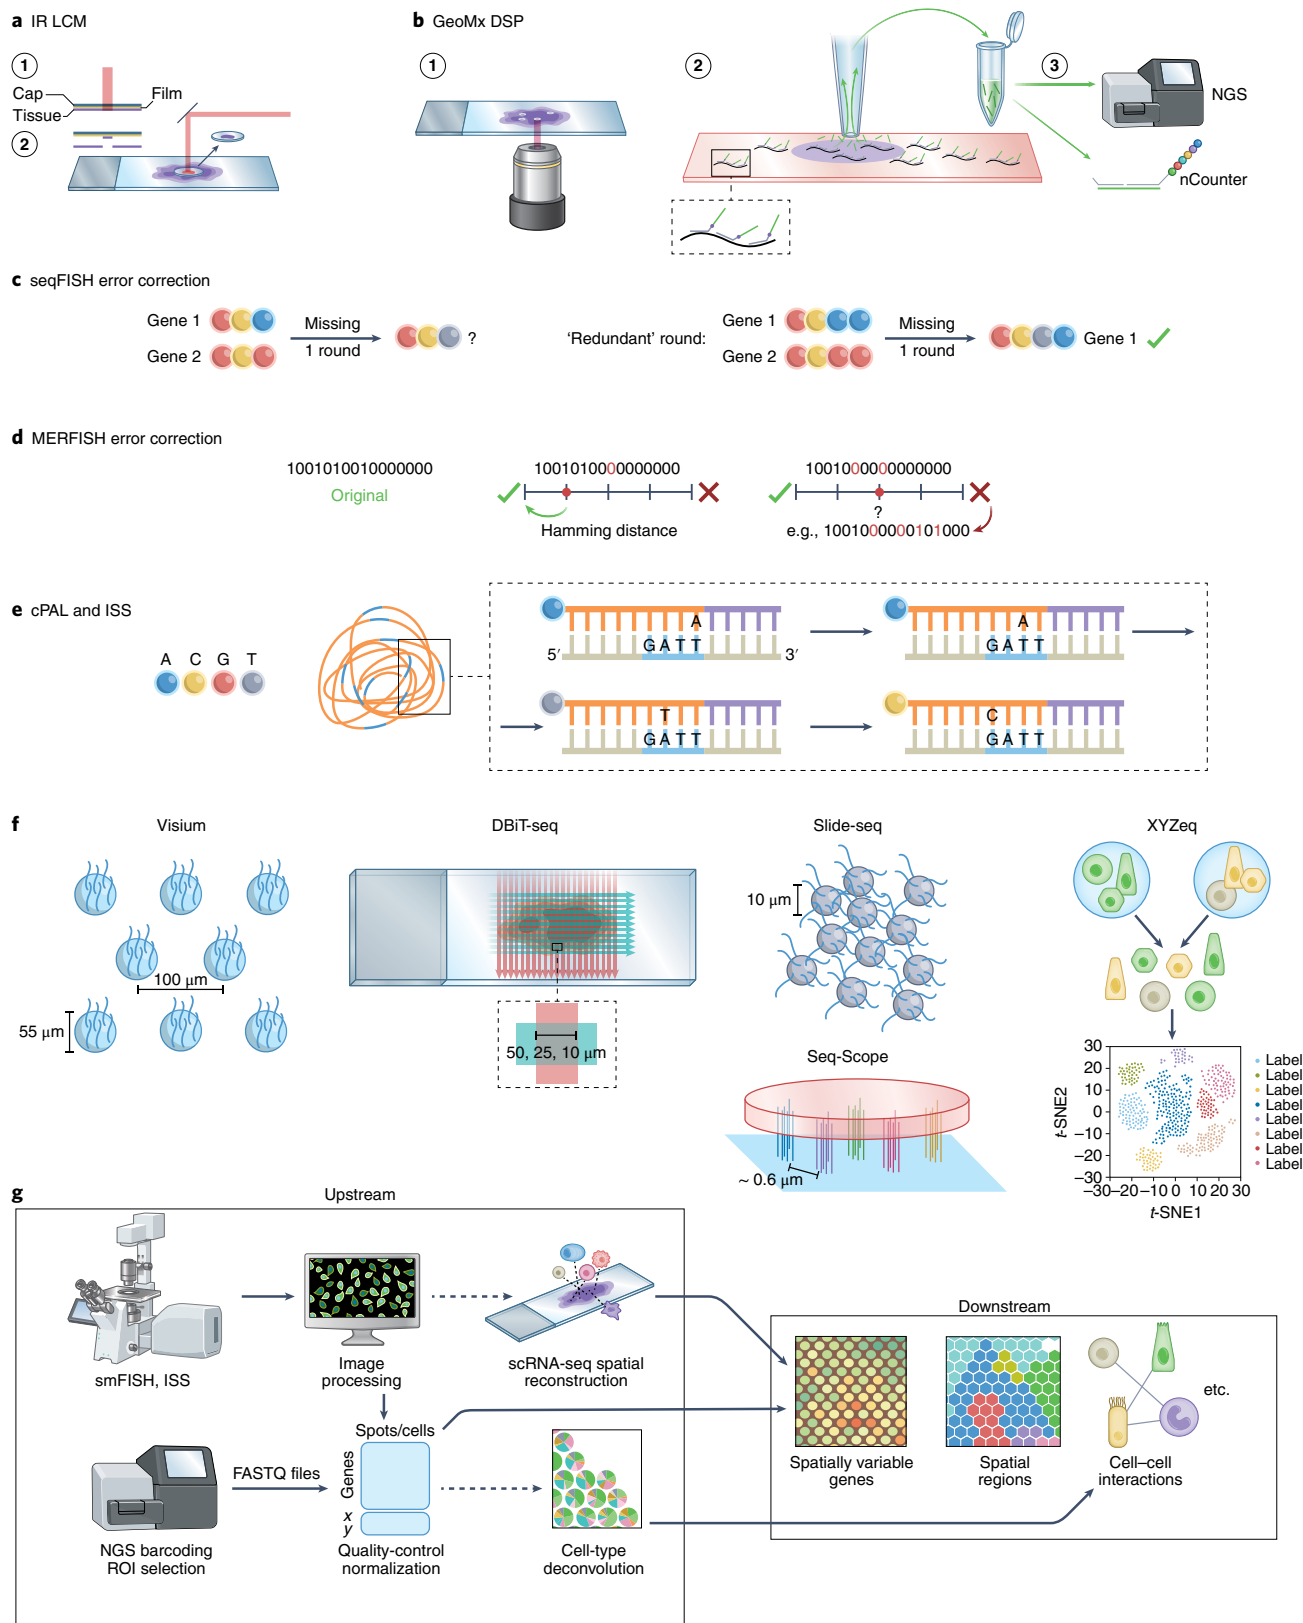 a IR LCM
1
Cap
Film
Tissue
2
b GeoMx DSP
1
2
3
NGS
nCounter
c seqFISH error correction
Gene 1
Gene 2
Missing
1 round
?
‘Redundant’ round:
Gene 1
Gene 2
Missing
1 round
Gene 1
d MERFISH error correction
1001010010000000
Original
1001010000000000
Hamming distance
1001000000000000
?
e.g., 1001000000101000
e cPAL and ISS
A C G T
A
GATT
5′
3′
A
GATT
T
GATT
C
GATT
f
Visium
100 μm
55 μm
DBiT-seq
50, 25, 10 μm
Slide-seq
10 μm
Seq-Scope
~ 0.6 μm
XYZeq
30
20
10
0
–10
–20
–30
t-SNE2
–30 –20 –10 0 10 20 30
t-SNE1
Label
Label
Label
Label
Label
Label
Label
Label
g
Upstream
smFISH, ISS
Image
processing
scRNA-seq spatial
reconstruction
NGS barcoding
ROI selection
FASTQ files
Spots/cells
Genes
x
y
Quality-control
normalization
Cell-type
deconvolution
Downstream
Spatially variable
genes
Spatial
regions
Cell–cell
interactions
etc.